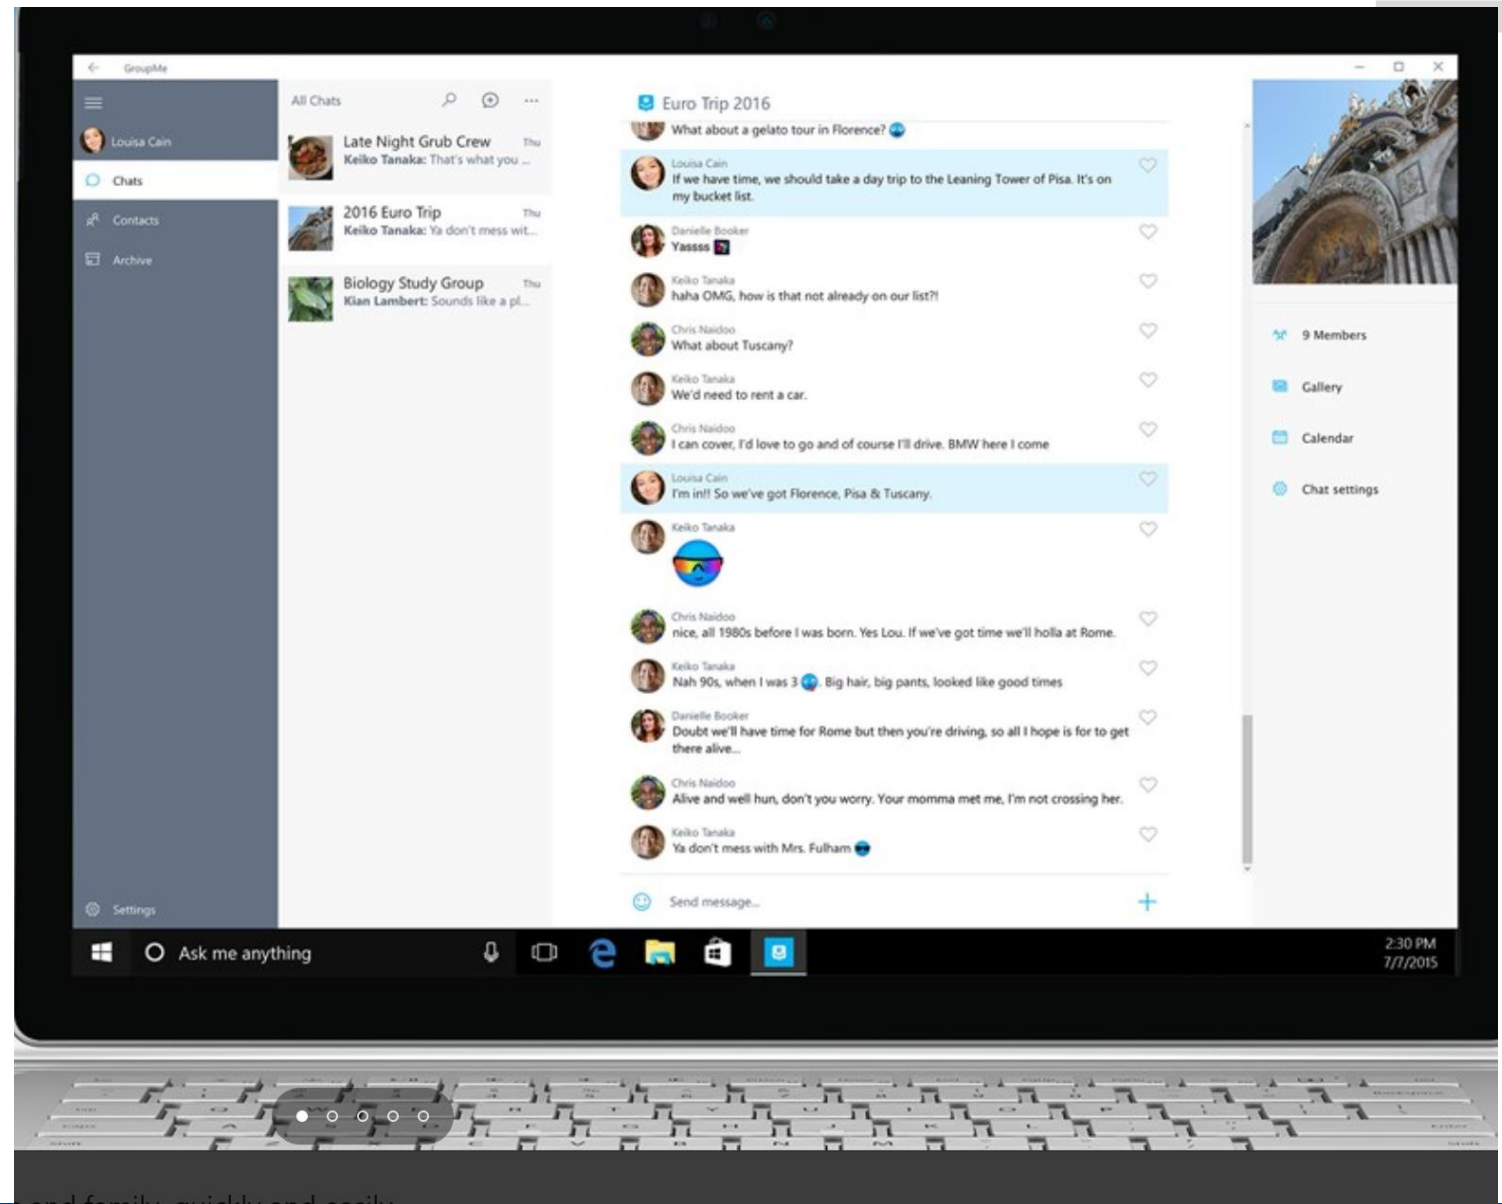 GroupMe
Louisa Cain
Chats
Contacts
Archive
Settings
All Chats
Late Night Grub Crew Thu
Keiko Tanaka: That's what you ...
2016 Euro Trip Thu
Keiko Tanaka: Ya don't mess wit...
Biology Study Group Thu
Kian Lambert: Sounds like a pl...
Euro Trip 2016
What about a gelato tour in Florence?
Louisa Cain
If we have time, we should take a day trip to the Leaning Tower of Pisa. It's on
my bucket list.
Danielle Booker
Yassss
Keiko Tanaka
haha OMG, how is that not already on our list?!
Chris Naidoo
What about Tuscany?
Keiko Tanaka
We'd need to rent a car.
Chris Naidoo
I can cover, I'd love to go and of course I'll drive. BMW here I come
Louisa Cain
I'm in!! So we've got Florence, Pisa & Tuscany.
Keiko Tanaka
Chris Naidoo
nice, all 1980s before I was born. Yes Lou. If we've got time we'll holla at Rome.
Keiko Tanaka
Nah 90s, when I was 3 . Big hair, big pants, looked like good times
Danielle Booker
Doubt we'll have time for Rome but then you're driving, so all I hope is for to get
there alive...
Chris Naidoo
Alive and well hun, don't you worry. Your momma met me, I'm not crossing her.
Keiko Tanaka
Ya don't mess with Mrs. Fulham
Send message...
9 Members
Gallery
Calendar
Chat settings
Ask me anything
2:30 PM
7/7/2015
and family, quickly and easily